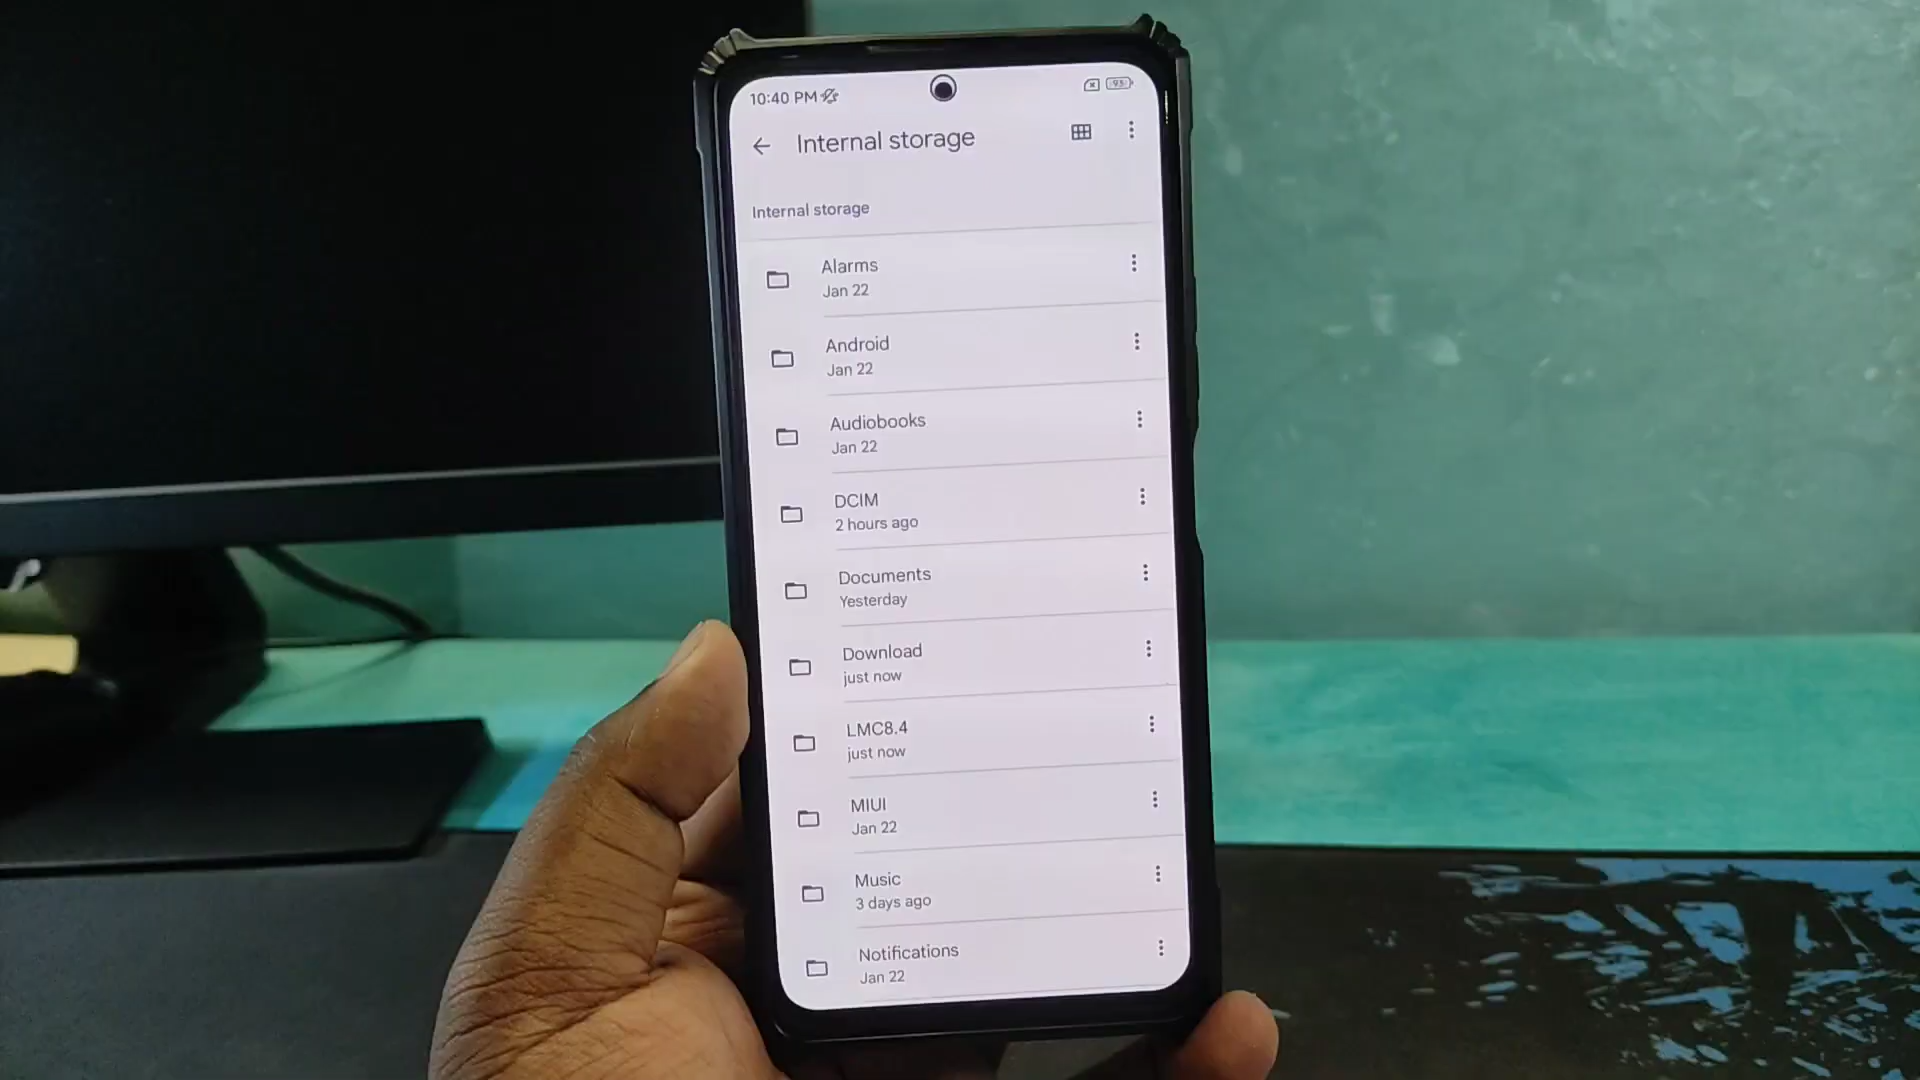 10:40 PM
93
Internal storage
Internal storage
Alarms
Jan 22
Android
Jan 22
Audiobooks
Jan 22
DCIM
2 hours ago
Documents
Yesterday
Download
just now
LMC8.4
just now
MIUI
Jan 22
Music
3 days ago
Notifications
Jan 22